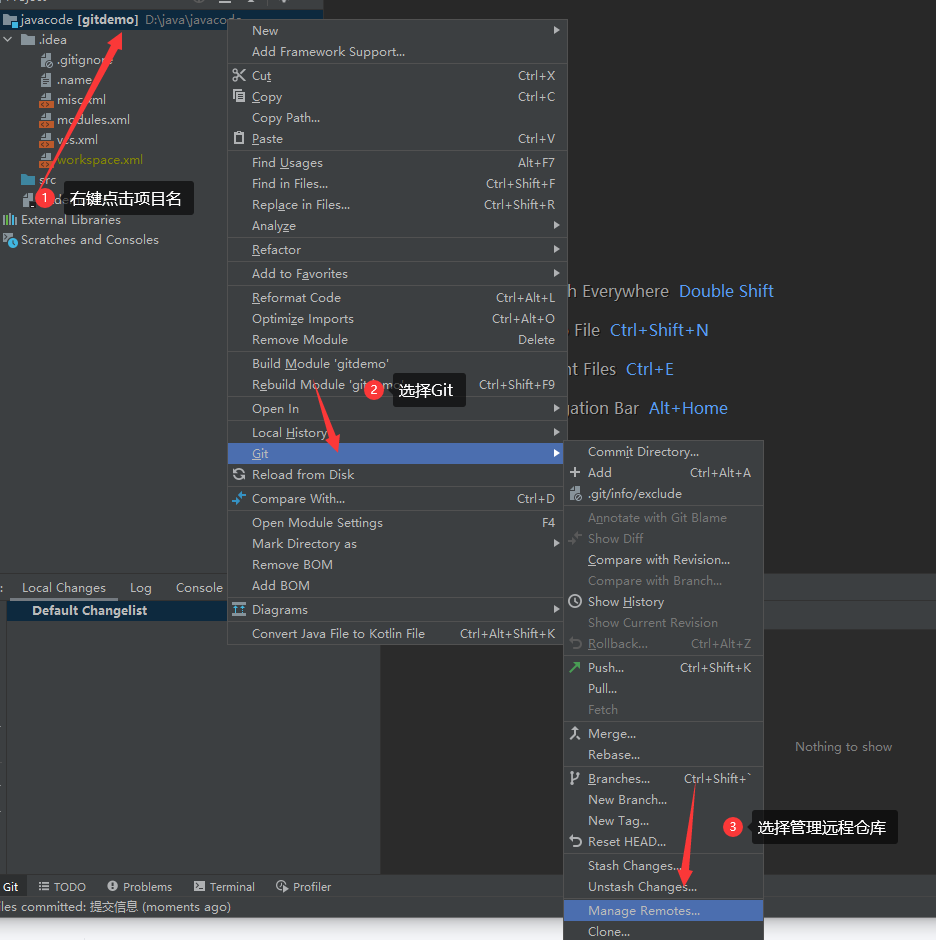 javacode [gitdemo] D:\java\javacode
.idea
.gitignore
.name
misc.xml
modules.xml
vcs.xml
workspace.xml
src
1 右键点击项目名
External Libraries
Scratches and Consoles
New
Add Framework Support...
Cut Ctrl+X
Copy Ctrl+C
Copy Path...
Paste Ctrl+V
Find Usages Alt+F7
Find in Files... Ctrl+Shift+F
Replace in Files... Ctrl+Shift+R
Analyze
Refactor
Add to Favorites
Reformat Code Ctrl+Alt+L
Optimize Imports Ctrl+Alt+O
Remove Module Delete
Build Module 'gitdemo'
Rebuild Module 'gitdemo' Ctrl+Shift+F9
2 选择Git
Open In
Local History
Git
Reload from Disk
Compare With... Ctrl+D
Open Module Settings F4
Mark Directory as
Remove BOM
Add BOM
Diagrams
Convert Java File to Kotlin File Ctrl+Alt+Shift+K
h Everywhere Double Shift
File Ctrl+Shift+N
nt Files Ctrl+E
gation Bar Alt+Home
Commit Directory...
Add Ctrl+Alt+A
.git/info/exclude
Annotate with Git Blame
Show Diff
Compare with Revision...
Compare with Branch...
Show History
Show Current Revision
Rollback... Ctrl+Alt+Z
Push... Ctrl+Shift+K
Pull...
Fetch
Merge...
Rebase...
Branches... Ctrl+Shift+`
New Branch...
New Tag...
Reset HEAD...
Stash Changes...
Unstash Changes...
Manage Remotes...
Clone...
3 选择管理远程仓库
Nothing to show
: Local Changes Log Console
Default Changelist
Git TODO Problems Terminal Profiler
les committed: 提交信息 (moments ago)